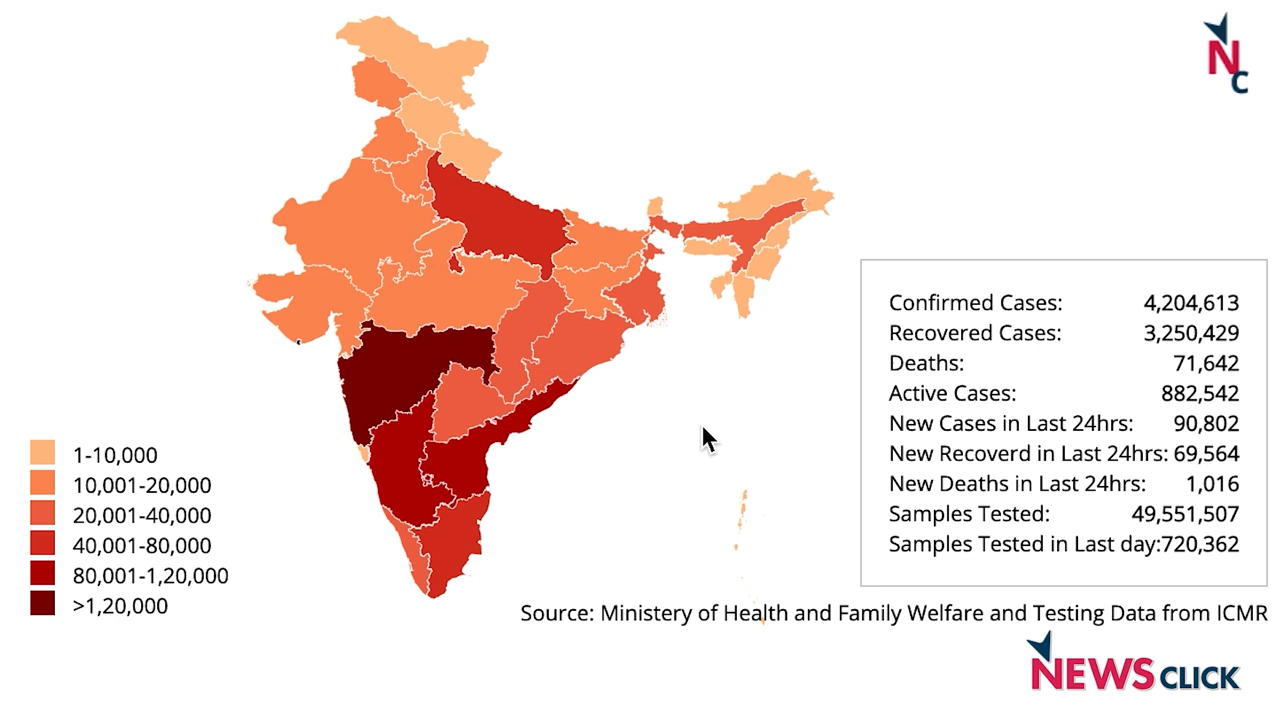 N
C
Confirmed Cases: 4,204,613
Recovered Cases: 3,250,429
Deaths: 71,642
Active Cases: 882,542
New Cases in Last 24hrs: 90,802
New Recoverd in Last 24hrs: 69,564
New Deaths in Last 24hrs: 1,016
Samples Tested: 49,551,507
Samples Tested in Last day:720,362
1-10,000
10,001-20,000
20,001-40,000
40,001-80,000
80,001-1,20,000
>1,20,000
Source: Ministery of Health and Family Welfare and Testing Data from ICMR
NEWSCLICK